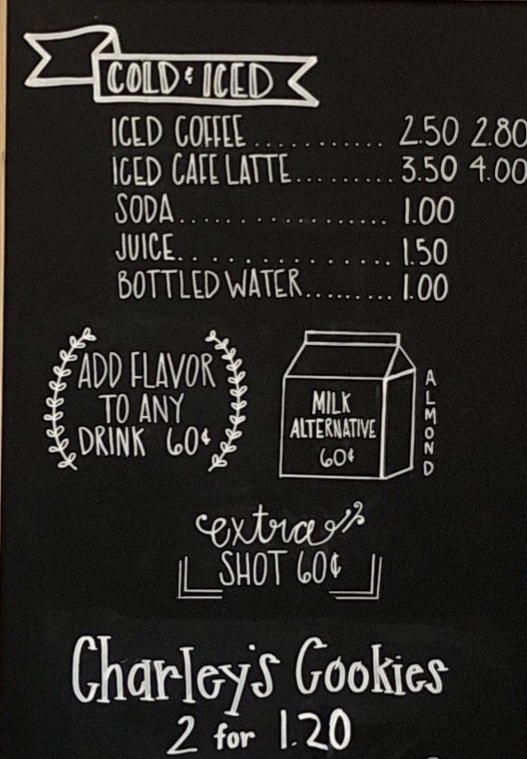 COLD & ICED
ICED COFFEE........... 2.50 2.80
ICED CAFE LATTE......... 3.50 4.00
SODA.................. 1.00
JUICE................. 1.50
BOTTLED WATER......... 1.00
ADD FLAVOR
TO ANY
DRINK 60¢
MILK
ALTERNATIVE
60¢
ALMOND
extra
SHOT 60¢
Charley's Cookies
2 for 1.20